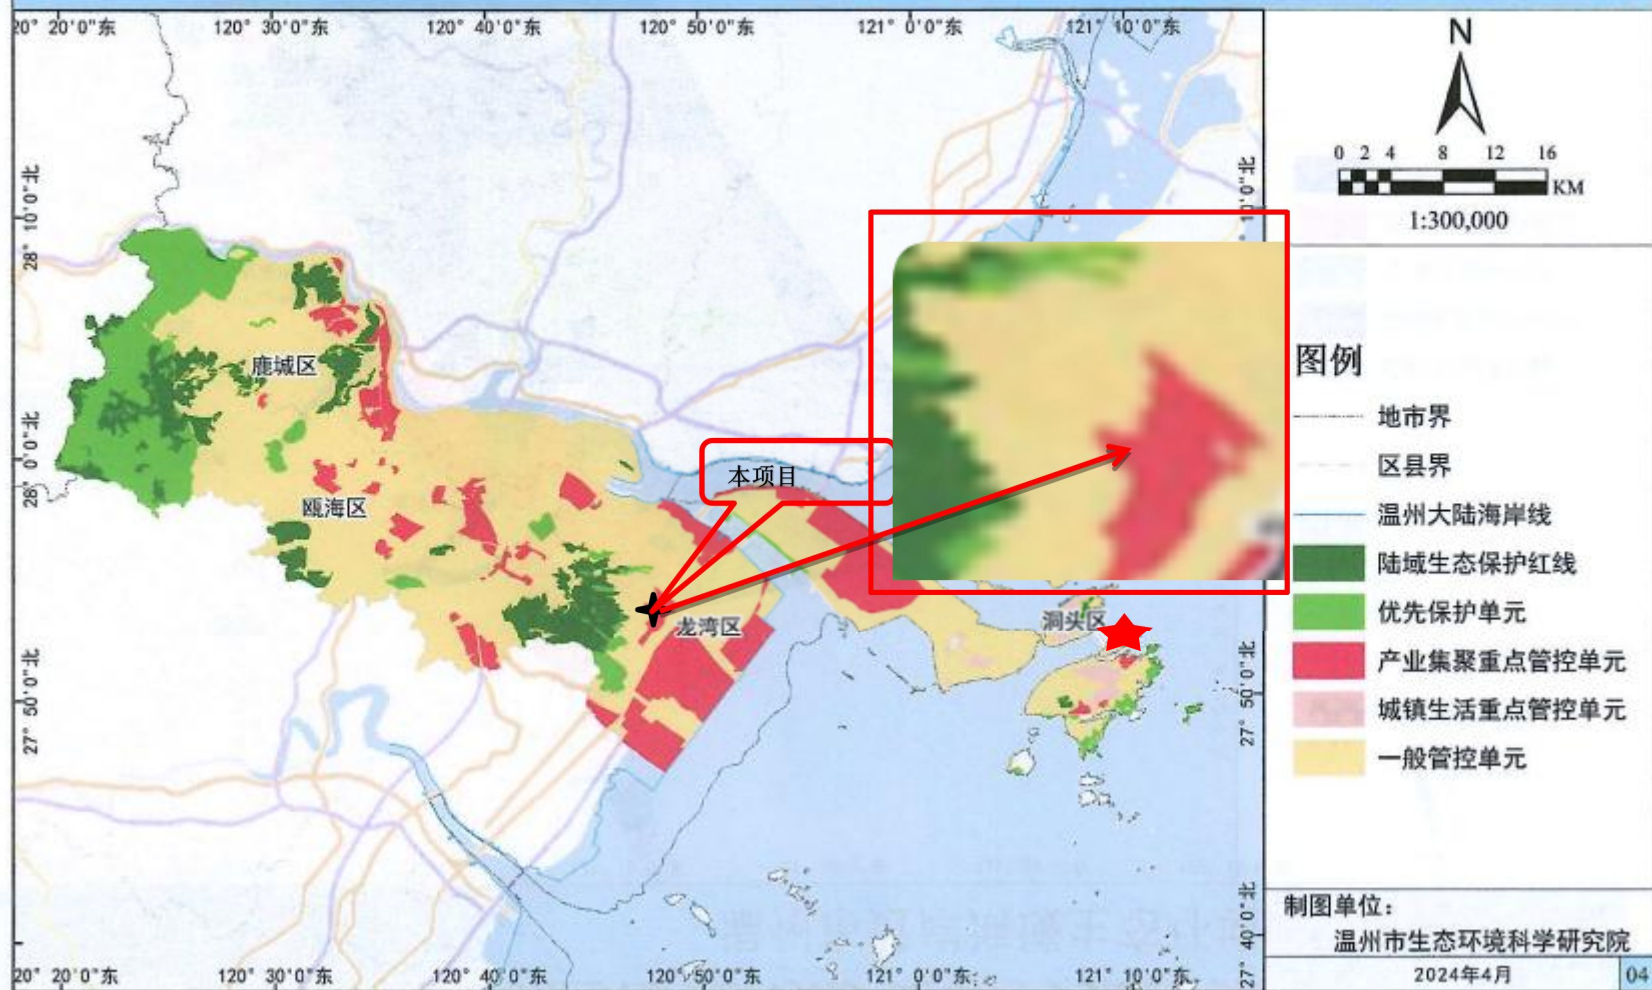 20° 20'0"东 120° 30'0"东 120° 40'0"东 120° 50'0"东 121° 0'0"东 121° 10'0"东
N
0 2 4 8 12 16
KM
1:300,000
28° 10'0"北
28° 0'0"北
27° 50'0"北
鹿城区
瓯海区
本项目
龙湾区
洞头区
27° 50'0"北
27° 40'0"北
图例
地市界
区县界
温州大陆海岸线
陆域生态保护红线
优先保护单元
产业集聚重点管控单元
城镇生活重点管控单元
一般管控单元
制图单位：
温州市生态环境科学研究院
2024年4月 04
20° 20'0"东 120° 30'0"东 120° 40'0"东 120° 50'0"东 121° 0'0"东 121° 10'0"东